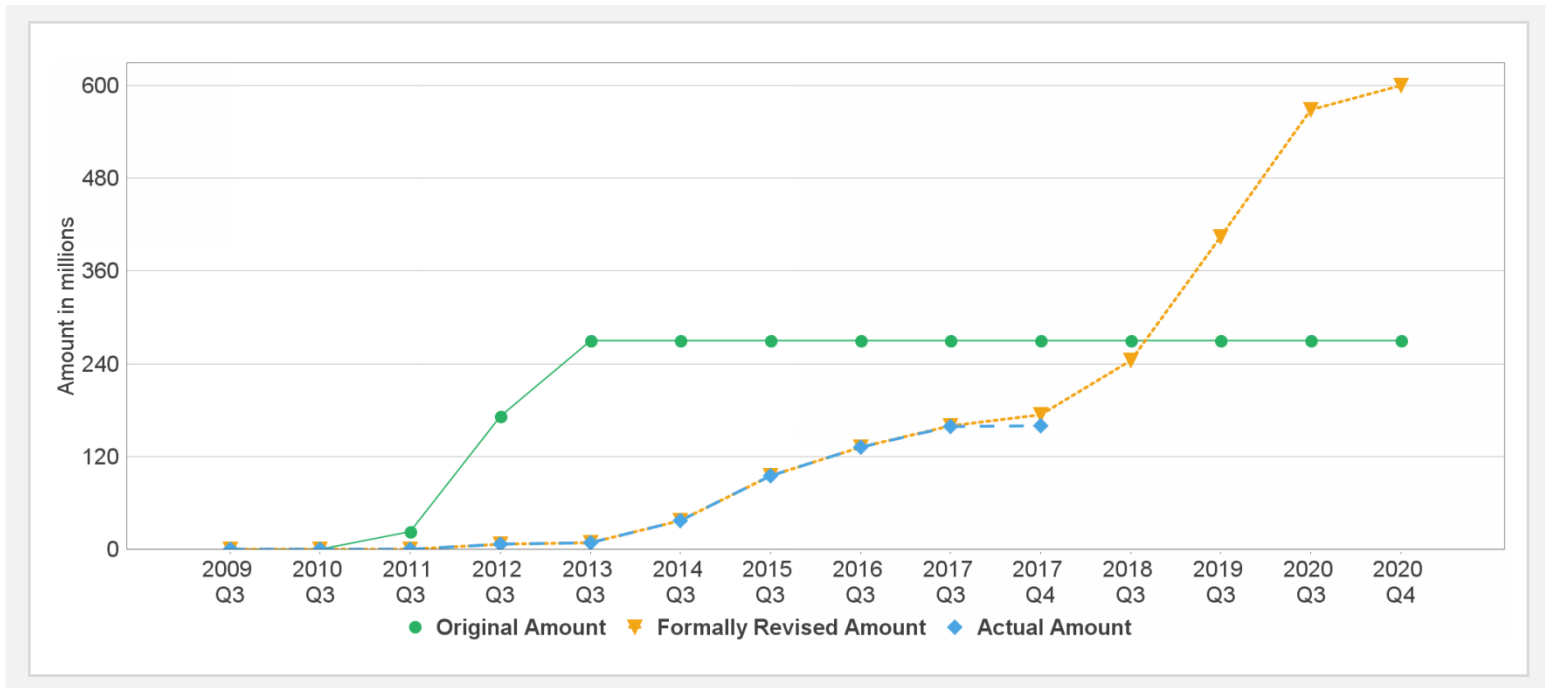 600
480
360
240
120
0
Amount in millions
2009 2010 2011 2012 2013 2014 2015 2016 2017 2017 2018 2019 2020 2020
Q3 Q3 Q3 Q3 Q3 Q3 Q3 Q3 Q3 Q4 Q3 Q3 Q3 Q4
Original Amount Formally Revised Amount Actual Amount